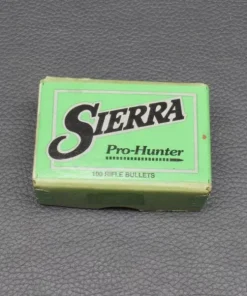 SIERRA
Pro-Hunter
100 RIFLE BULLETS